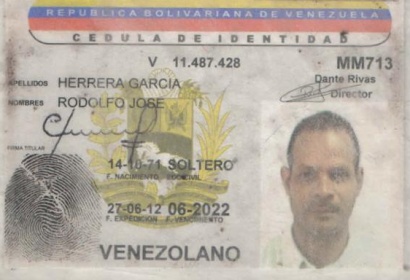 REPUBLICA BOLIVARIANA DE VENEZUELA
CEDULA DE IDENTIDAD
V 11.487.428
MM713
Dante Rivas
Director
APELLIDOS HERRERA GARCIA
NOMBRES RODOLFO JOSE
FIRMA TITULAR
14-10-71 SOLTERO
F. NACIMIENTO EDO CIVIL
27-06-12 06-2022
F. EXPEDICION F. VENCIMIENTO
VENEZOLANO